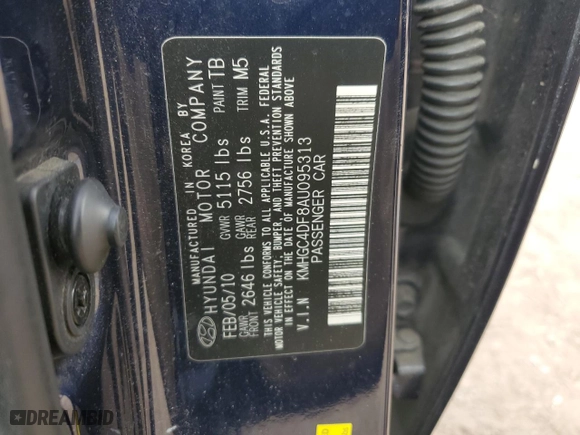 MANUFACTURED IN KOREA BY
HYUNDAI MOTOR COMPANY
FEB/05/10 GVWR 5115 lbs PAINT TB
GAWR FRONT 2646 lbs GAWR REAR 2756 lbs TRIM M5
THIS VEHICLE CONFORMS TO ALL APPLICABLE U.S.A. FEDERAL
MOTOR VEHICLE SAFETY, BUMPER, AND THEFT PREVENTION STANDARDS
IN EFFECT ON THE DATE OF MANUFACTURE SHOWN ABOVE
V.I.N KMHGC4DF8AU095313
PASSENGER CAR
DREAMBID